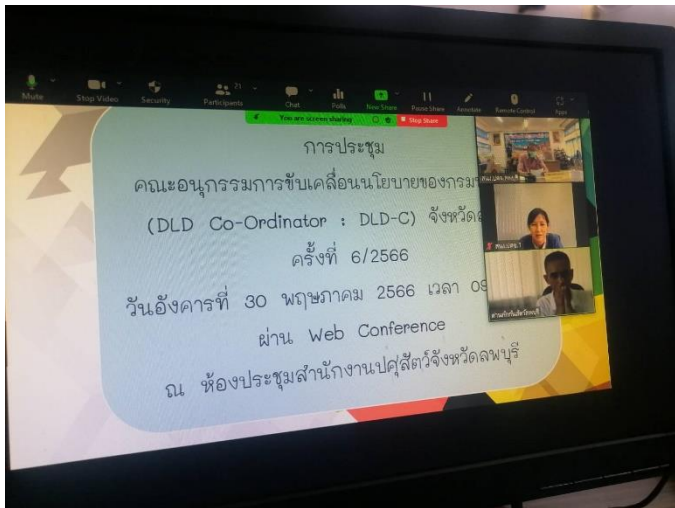 Mute
Stop Video
Security
21
Participants
Chat
Polls
New Share
Pause Share
Annotate
Remote Control
Apps
You are screen sharing
Stop Share
การประชุม
คณะอนุกรรมการขับเคลื่อนนโยบายของกรม
(DLD Co-Ordinator : DLD-C) จังหวัด
ครั้งที่ 6/2566
วันอังคารที่ 30 พฤษภาคม 2566 เวลา 09
ผ่าน Web Conference
ณ ห้องประชุมสำนักงานปศุสัตว์จังหวัดลพบุรี